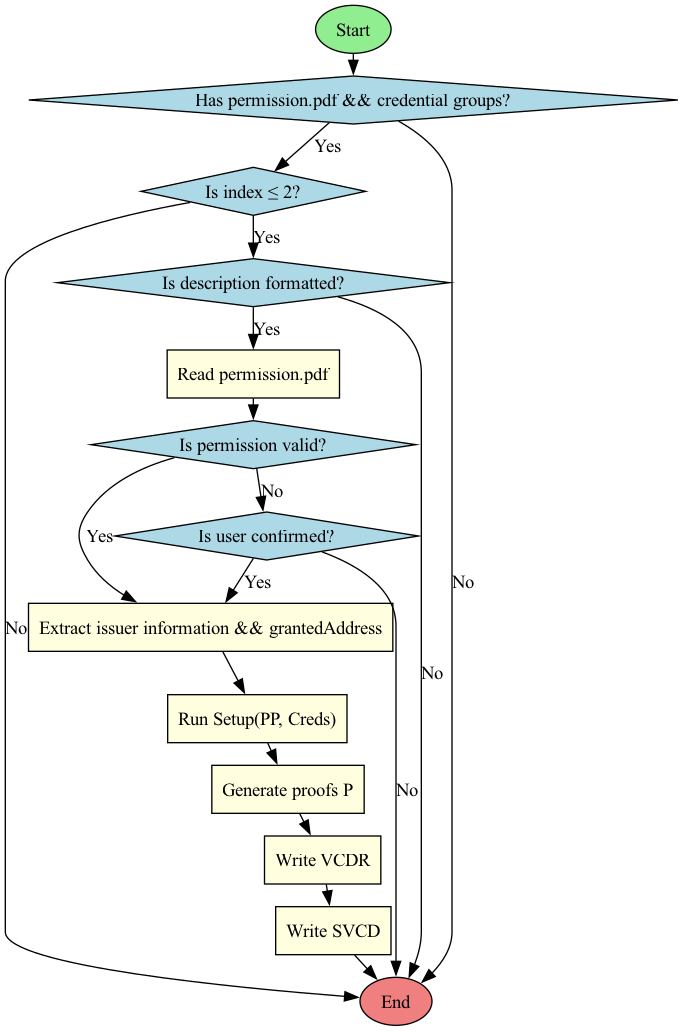 Start
Has permission.pdf && credential groups?
Yes
Is index ≤ 2?
Yes
Is description formatted?
Yes
Read permission.pdf
Is permission valid?
No
Yes
Is user confirmed?
Yes
No
Extract issuer information && grantedAddress
No
No
Run Setup(PP, Creds)
Generate proofs P
No
Write VCDR
Write SVCD
End